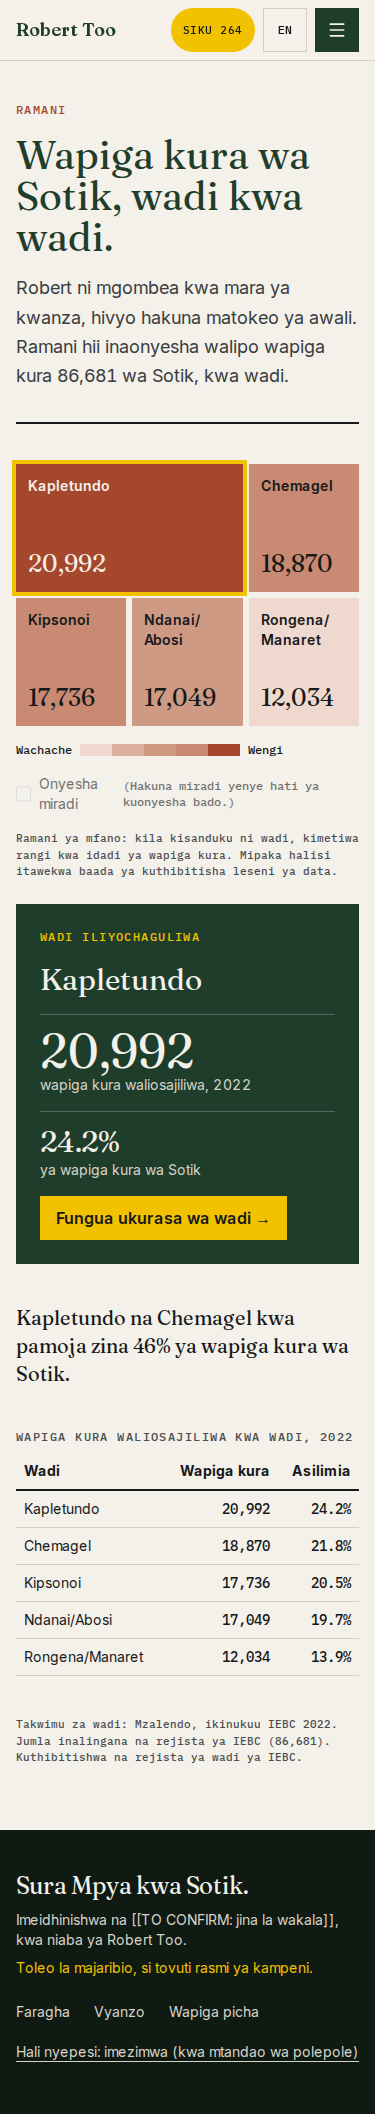 Robert Too
SIKU 264
EN
RAMANI
Wapiga kura wa
Sotik, wadi kwa
wadi.
Robert ni mgombea kwa mara ya
kwanza, hivyo hakuna matokeo ya awali.
Ramani hii inaonyesha walipo wapiga
kura 86,681 wa Sotik, kwa wadi.
Kapletundo
20,992
Chemagel
18,870
Kipsonoi
17,736
Ndanai/
Abosi
17,049
Rongena/
Manaret
12,034
Wachache
Wengi
Onyesha
miradi
(Hakuna miradi yenye hati ya
kuonyesha bado.)
Ramani ya mfano: kila kisanduku ni wadi, kimetiwa
rangi kwa idadi ya wapiga kura. Mipaka halisi
itawekwa baada ya kuthibitisha leseni ya data.
WADI ILIYOCHAGULIWA
Kapletundo
20,992
wapiga kura waliosajiliwa, 2022
24.2%
ya wapiga kura wa Sotik
Fungua ukurasa wa wadi →
Kapletundo na Chemagel kwa
pamoja zina 46% ya wapiga kura wa
Sotik.
WAPIGA KURA WALIOSAJILIWA KWA WADI, 2022
Wadi Wapiga kura Asilimia
Kapletundo 20,992 24.2%
Chemagel 18,870 21.8%
Kipsonoi 17,736 20.5%
Ndanai/Abosi 17,049 19.7%
Rongena/Manaret 12,034 13.9%
Takwimu za wadi: Mzalendo, ikinukuu IEBC 2022.
Jumla inalingana na rejista ya IEBC (86,681).
Kuthibitishwa na rejista ya wadi ya IEBC.
Sura Mpya kwa Sotik.
Imeidhinishwa na [[TO CONFIRM: jina la wakala]],
kwa niaba ya Robert Too.
Toleo la majaribio, si tovuti rasmi ya kampeni.
Faragha Vyanzo Wapiga picha
Hali nyepesi: imezimwa (kwa mtandao wa polepole)